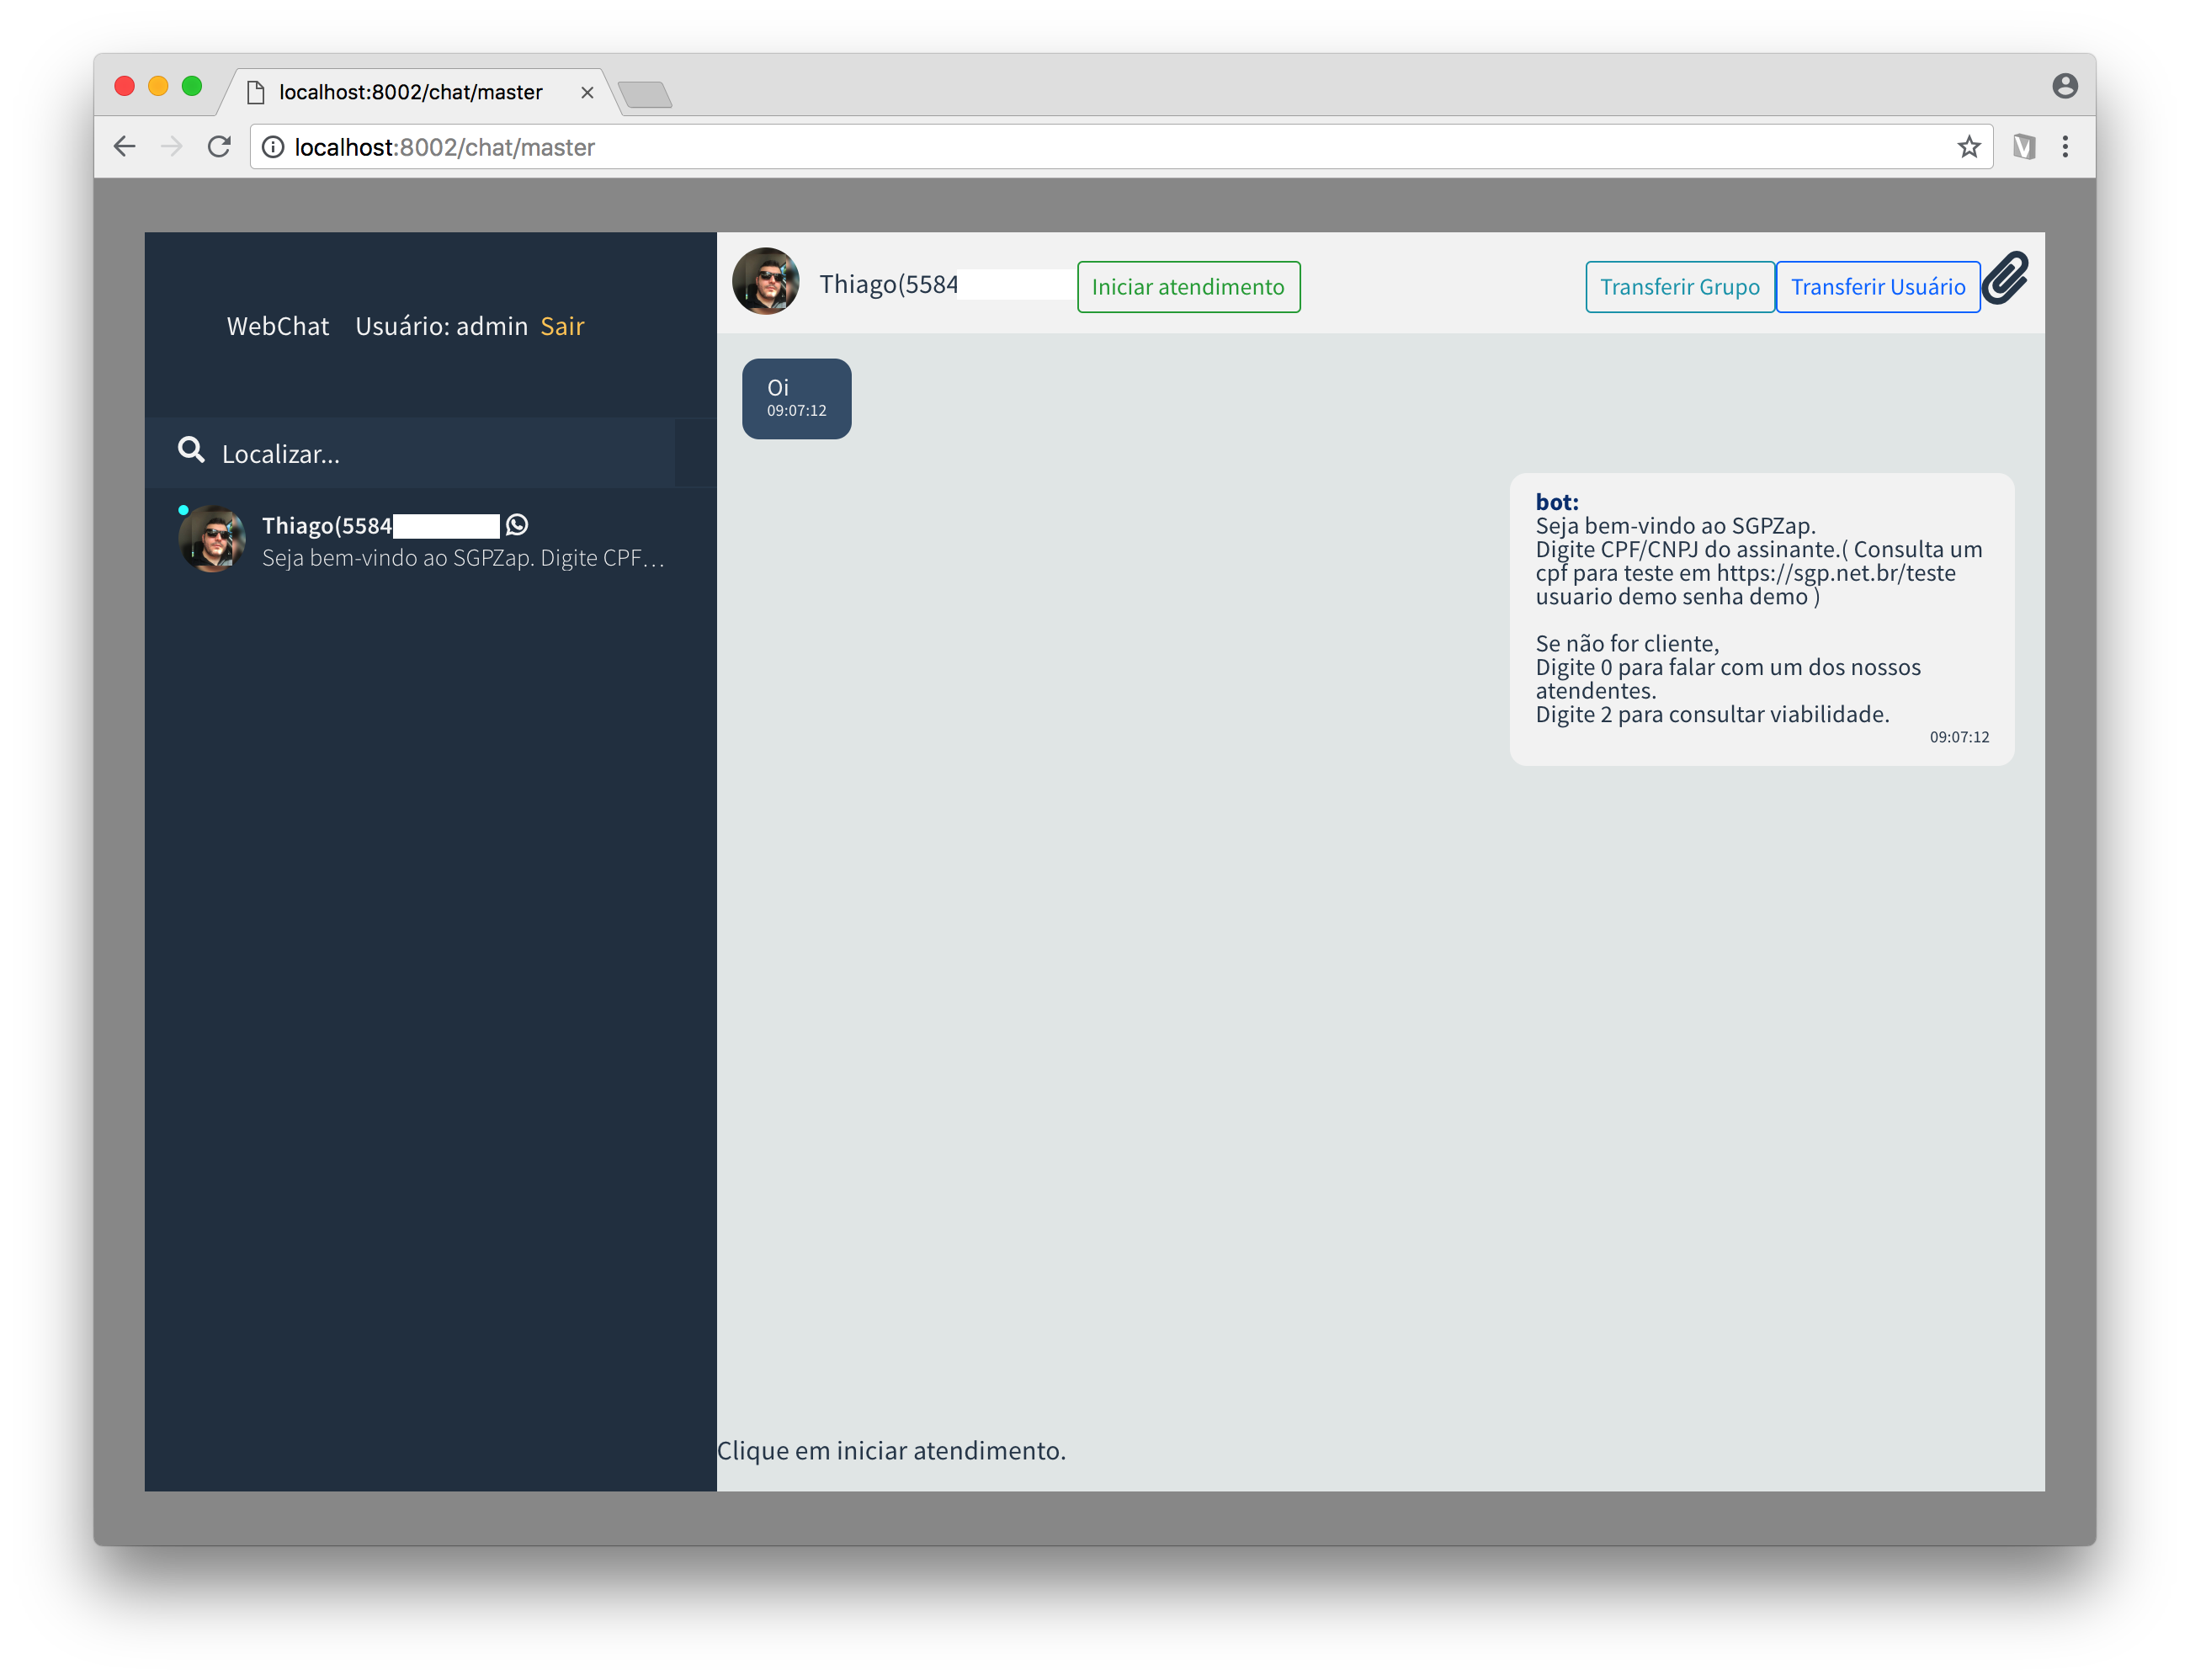 localhost:8002/chat/master
localhost:8002/chat/master
WebChat Usuário: admin Sair
Localizar...
Thiago(5584
Seja bem-vindo ao SGPZap. Digite CPF...
Thiago(5584
Iniciar atendimento
Transferir Grupo
Transferir Usuário
Oi
09:07:12
bot:
Seja bem-vindo ao SGPZap.
Digite CPF/CNPJ do assinante.( Consulta um
cpf para teste em https://sgp.net.br/teste
usuario demo senha demo )
Se não for cliente,
Digite 0 para falar com um dos nossos
atendentes.
Digite 2 para consultar viabilidade.
09:07:12
Clique em iniciar atendimento.